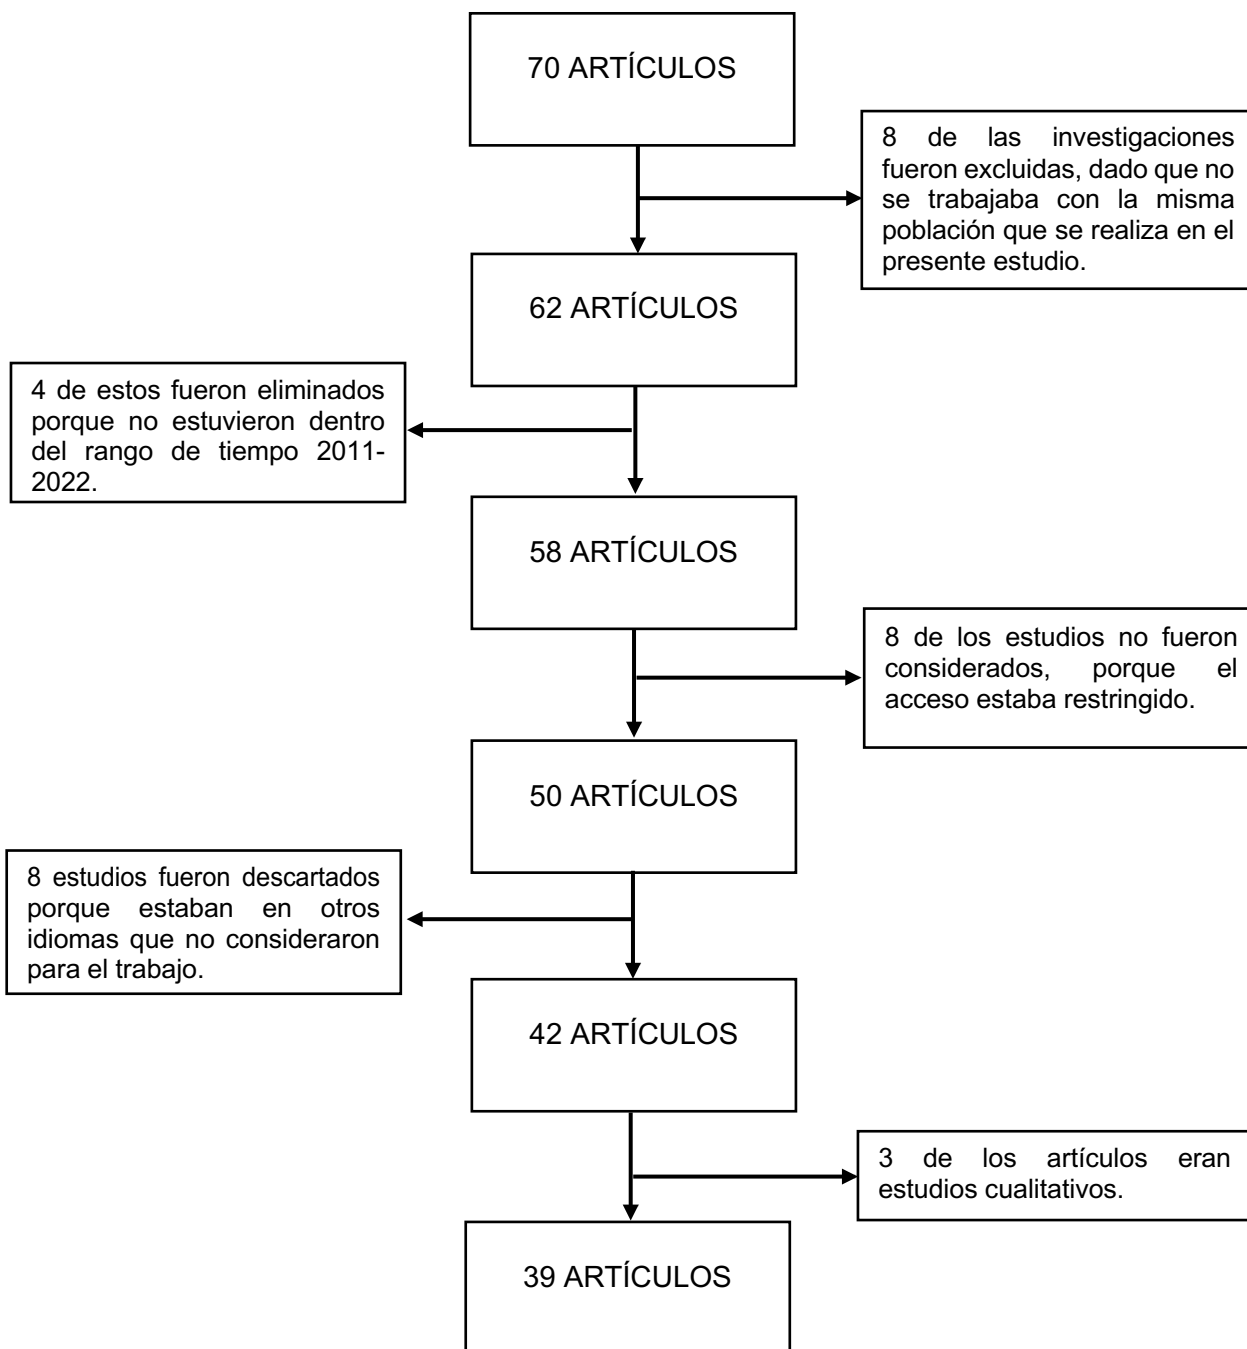 70 ARTÍCULOS
8 de las investigaciones
fueron excluidas, dado que no
se trabajaba con la misma
población que se realiza en el
presente estudio.
62 ARTÍCULOS
4 de estos fueron eliminados
porque no estuvieron dentro
del rango de tiempo 2011-
2022.
58 ARTÍCULOS
8 de los estudios no fueron
considerados, porque el
acceso estaba restringido.
50 ARTÍCULOS
8 estudios fueron descartados
porque estaban en otros
idiomas que no consideraron
para el trabajo.
42 ARTÍCULOS
3 de los artículos eran
estudios cualitativos.
39 ARTÍCULOS